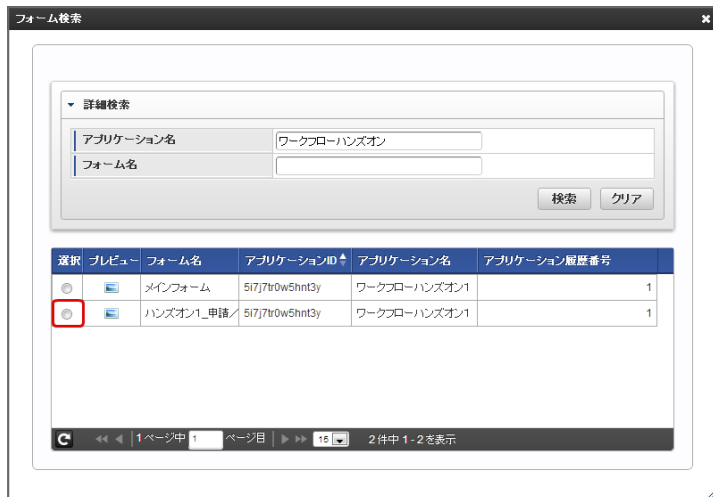 フォーム検索
詳細検索
アプリケーション名 ワークフローハンズオン
フォーム名
検索 クリア
選択 プレビュー フォーム名 アプリケーションID アプリケーション名 アプリケーション履歴番号
メインフォーム 5i7j7tr0w5hnt3y ワークフローハンズオン1 1
ハンズオン1_申請／ 5i7j7tr0w5hnt3y ワークフローハンズオン1 1
1ページ中 1 ページ目 15 2件中 1 - 2 を表示